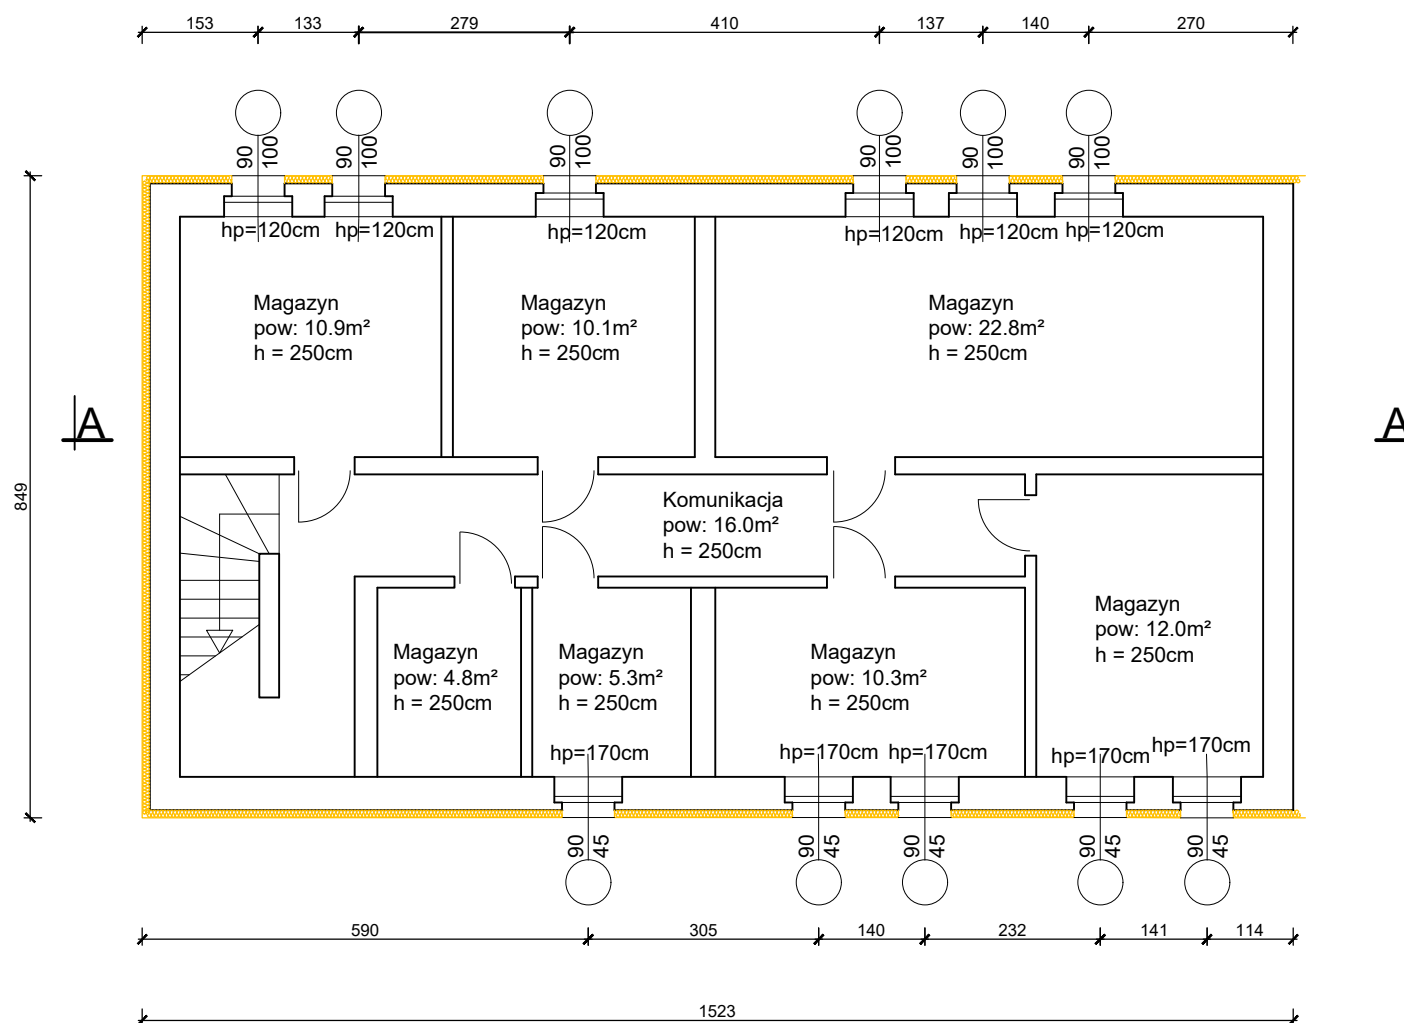 153 133 279 410 137 140 270
90 100 90 100 90 100 90 100 90 100 90 100
hp=120cm hp=120cm hp=120cm hp=120cm hp=120cm hp=120cm
Magazyn
pow: 10.9m²
h = 250cm
Magazyn
pow: 10.1m²
h = 250cm
Magazyn
pow: 22.8m²
h = 250cm
A A
849
Komunikacja
pow: 16.0m²
h = 250cm
Magazyn
pow: 12.0m²
h = 250cm
Magazyn
pow: 4.8m²
h = 250cm
Magazyn
pow: 5.3m²
h = 250cm
Magazyn
pow: 10.3m²
h = 250cm
hp=170cm hp=170cm hp=170cm hp=170cm hp=170cm
90 45 90 45 90 45 90 45 90 45
590 305 140 232 141 114
1523